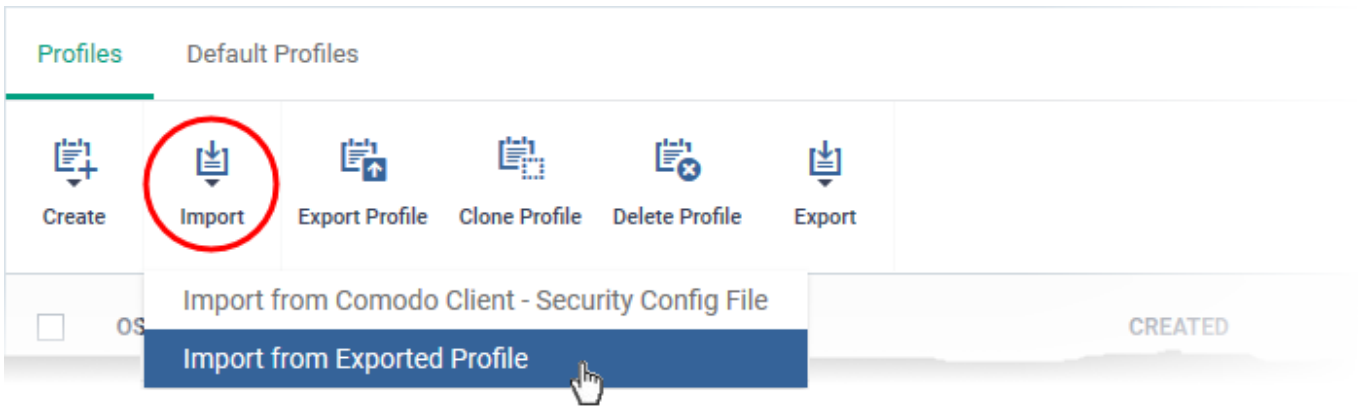 Profiles Default Profiles
Create Import Export Profile Clone Profile Delete Profile Export
Import from Comodo Client - Security Config File
OS CREATED
Import from Exported Profile